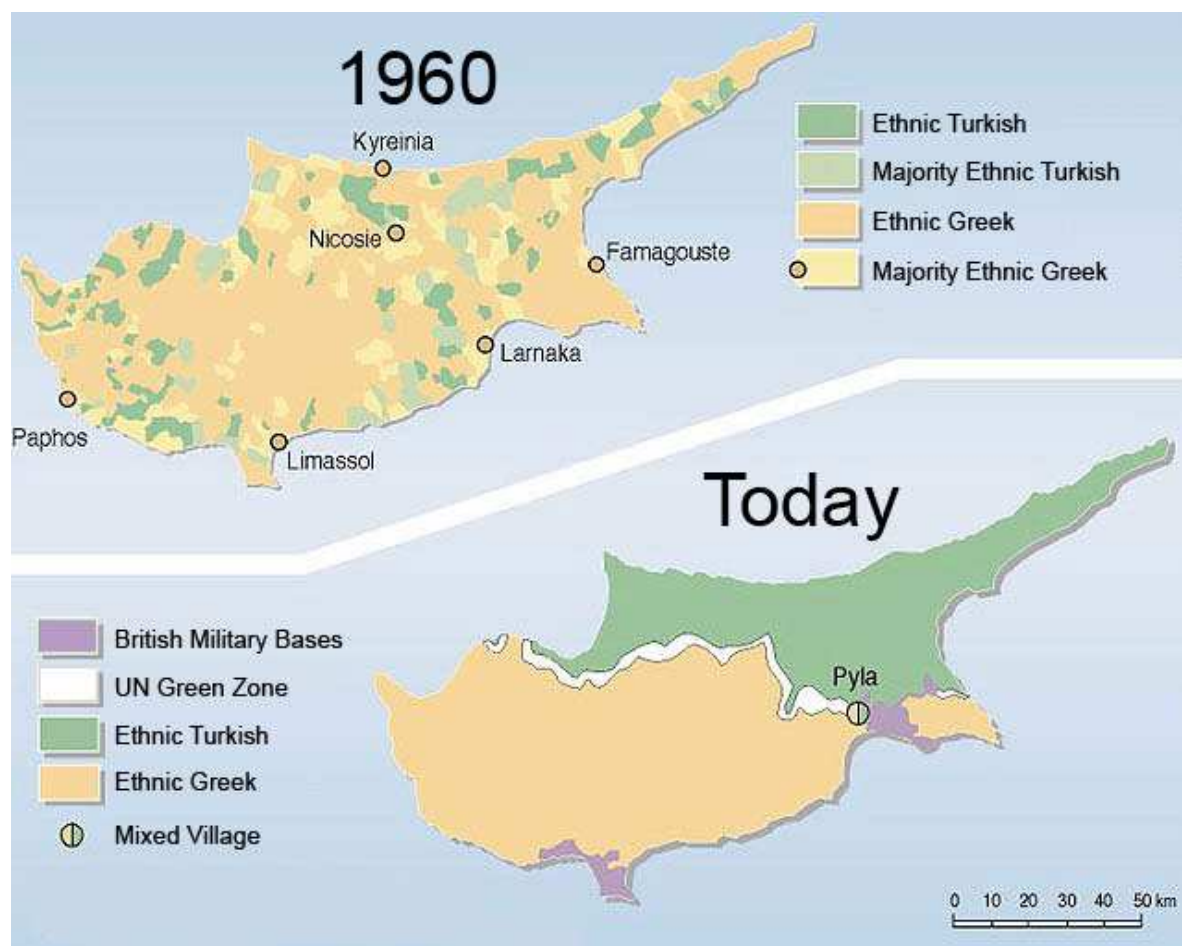 1960
Kyreinia
Nicosie
Famagouste
Larnaka
Paphos
Limassol
Ethnic Turkish
Majority Ethnic Turkish
Ethnic Greek
Majority Ethnic Greek
Today
Pyla
British Military Bases
UN Green Zone
Ethnic Turkish
Ethnic Greek
Mixed Village
0 10 20 30 40 50 km